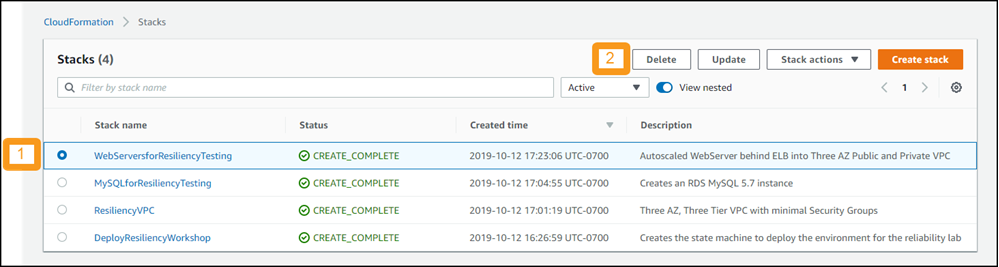 CloudFormation > Stacks
Stacks (4)
2
Delete
Update
Stack actions
Create stack
Filter by stack name
Active
View nested
1
Stack name Status Created time Description
1
WebServersforResiliencyTesting CREATE_COMPLETE 2019-10-12 17:23:06 UTC-0700 Autoscaled WebServer behind ELB into Three AZ Public and Private VPC
MySQLforResiliencyTesting CREATE_COMPLETE 2019-10-12 17:04:55 UTC-0700 Creates an RDS MySQL 5.7 instance
ResiliencyVPC CREATE_COMPLETE 2019-10-12 17:01:19 UTC-0700 Three AZ, Three Tier VPC with minimal Security Groups
DeployResiliencyWorkshop CREATE_COMPLETE 2019-10-12 16:26:59 UTC-0700 Creates the state machine to deploy the environment for the reliability lab